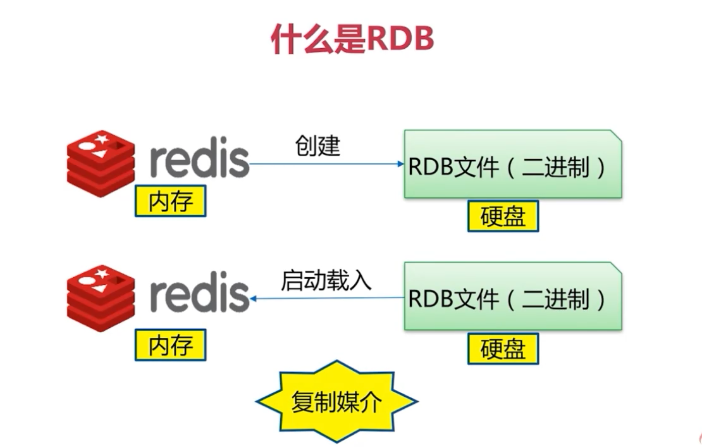 什么是RDB
redis
创建
RDB文件（二进制）
内存
硬盘
redis
启动载入
RDB文件（二进制）
内存
硬盘
复制媒介